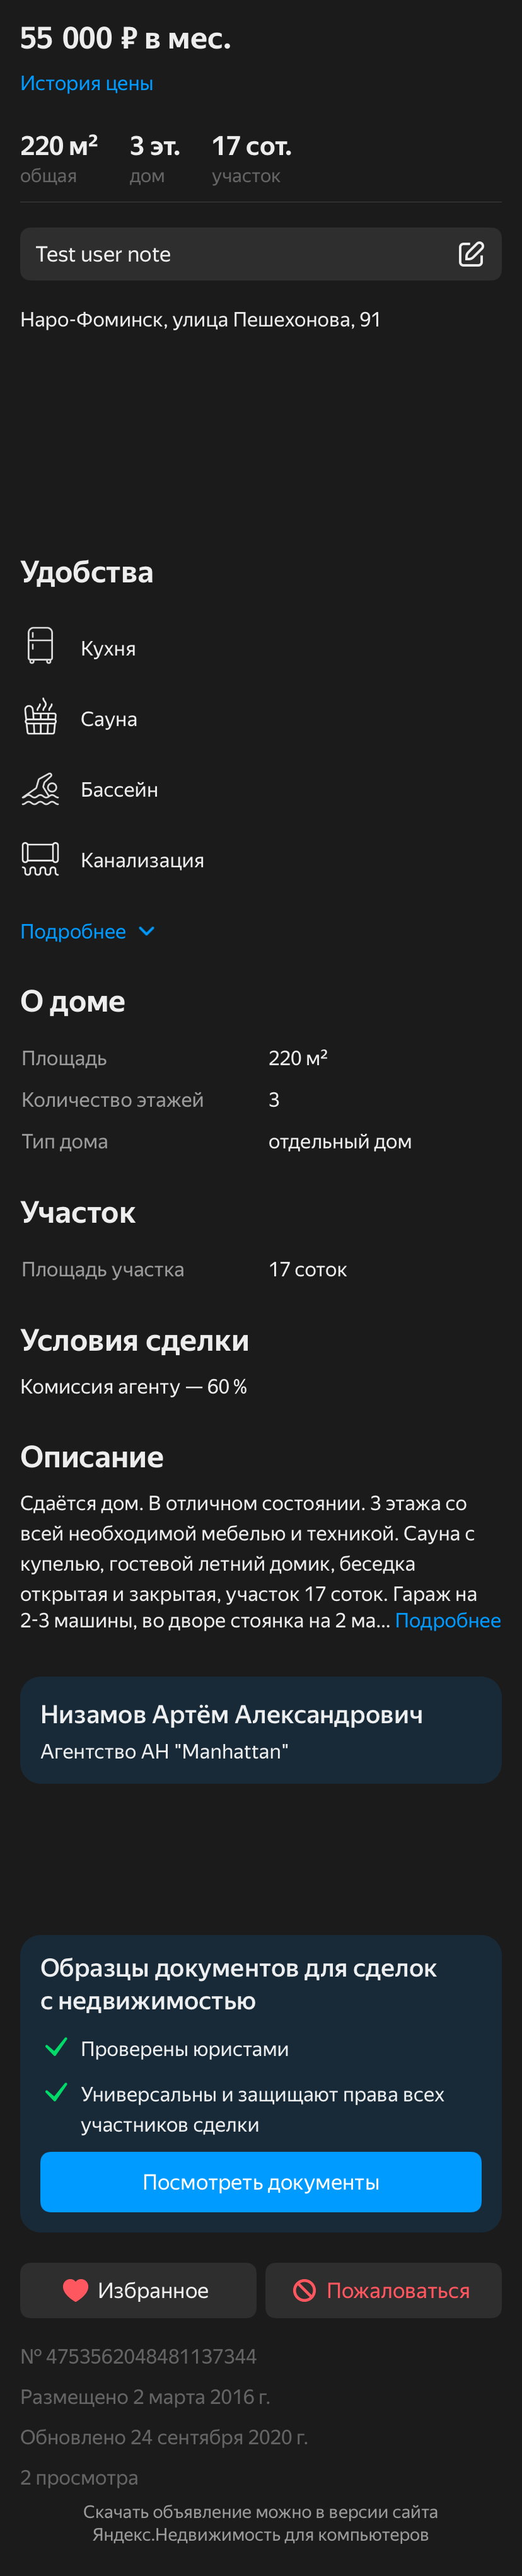 55 000 ₽ в мес.
История цены
220 м² 3 эт. 17 сот.
общая дом участок
Test user note
Наро-Фоминск, улица Пешехонова, 91
Удобства
Кухня
Сауна
Бассейн
Канализация
Подробнее
О доме
Площадь 220 м²
Количество этажей 3
Тип дома отдельный дом
Участок
Площадь участка 17 соток
Условия сделки
Комиссия агенту — 60 %
Описание
Сдаётся дом. В отличном состоянии. 3 этажа со
всей необходимой мебелью и техникой. Сауна с
купелью, гостевой летний домик, беседка
открытая и закрытая, участок 17 соток. Гараж на
2-3 машины, во дворе стоянка на 2 ма... Подробнее
Низамов Артём Александрович
Агентство АН "Manhattan"
Образцы документов для сделок
с недвижимостью
Проверены юристами
Универсальны и защищают права всех
участников сделки
Посмотреть документы
Избранное Пожаловаться
№ 4753562048481137344
Размещено 2 марта 2016 г.
Обновлено 24 сентября 2020 г.
2 просмотра
Скачать объявление можно в версии сайта
Яндекс.Недвижимость для компьютеров